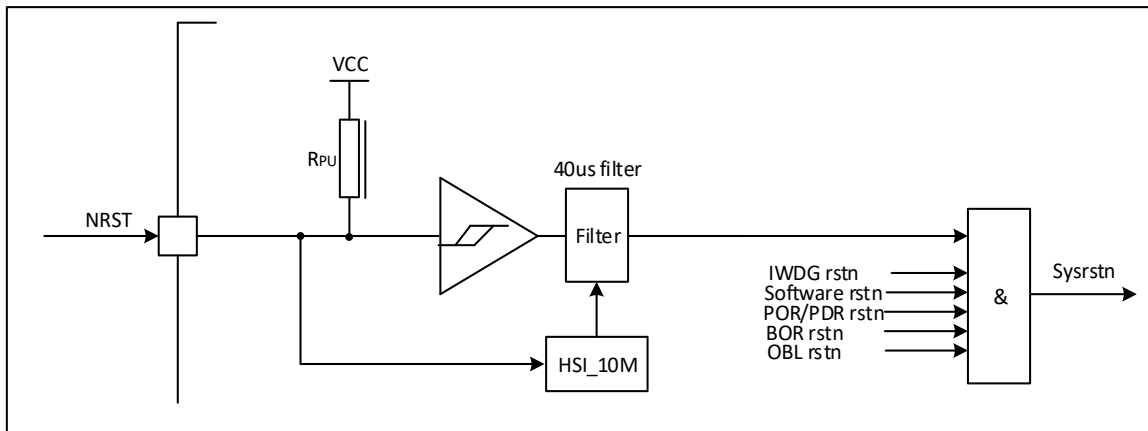 VCC
RPU
40us filter
NRST
Filter
IWDG rstn
Software rstn
POR/PDR rstn
BOR rstn
OBL rstn
&
Sysrstn
HSI_10M